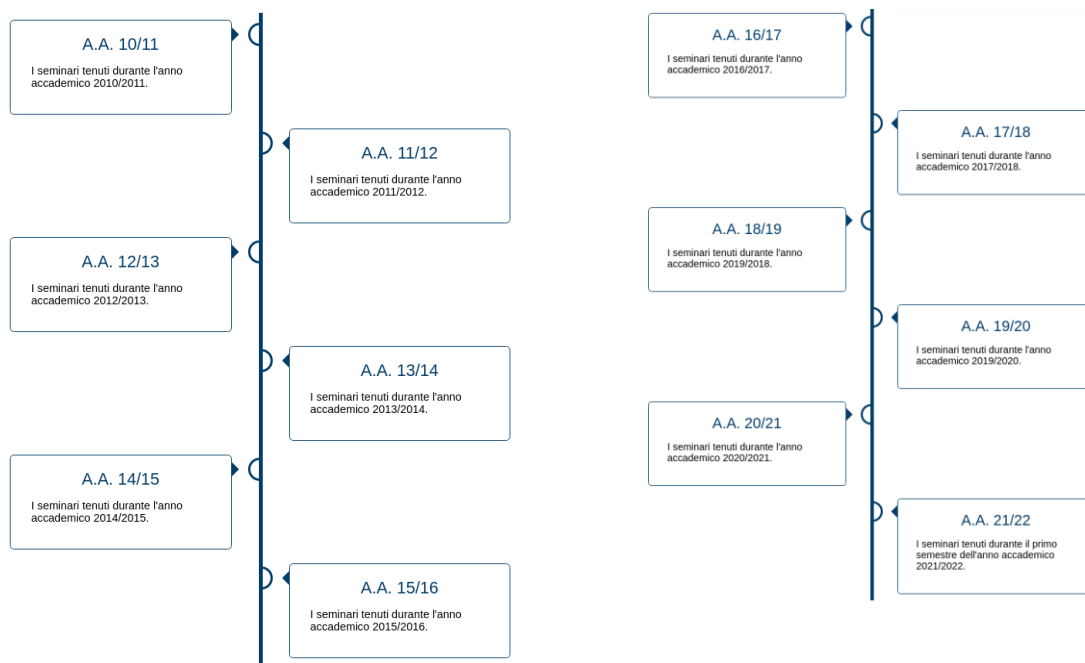 A.A. 10/11
I seminari tenuti durante l'anno
accademico 2010/2011.
A.A. 11/12
I seminari tenuti durante l'anno
accademico 2011/2012.
A.A. 12/13
I seminari tenuti durante l'anno
accademico 2012/2013.
A.A. 13/14
I seminari tenuti durante l'anno
accademico 2013/2014.
A.A. 14/15
I seminari tenuti durante l'anno
accademico 2014/2015.
A.A. 15/16
I seminari tenuti durante l'anno
accademico 2015/2016.
A.A. 16/17
I seminari tenuti durante l'anno
accademico 2016/2017.
A.A. 17/18
I seminari tenuti durante l'anno
accademico 2017/2018.
A.A. 18/19
I seminari tenuti durante l'anno
accademico 2019/2018.
A.A. 19/20
I seminari tenuti durante l'anno
accademico 2019/2020.
A.A. 20/21
I seminari tenuti durante l'anno
accademico 2020/2021.
A.A. 21/22
I seminari tenuti durante il primo
semestre dell'anno accademico
2021/2022.